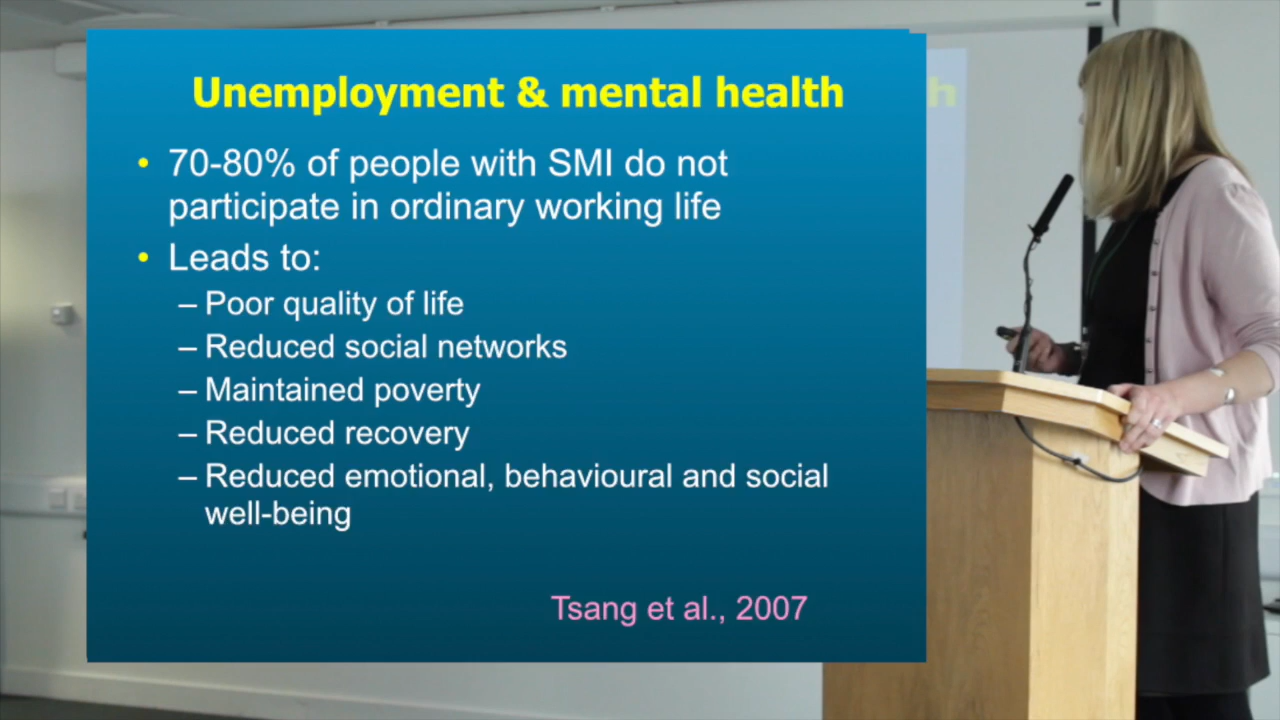 Unemployment & mental health
• 70-80% of people with SMI do not
participate in ordinary working life
• Leads to:
– Poor quality of life
– Reduced social networks
– Maintained poverty
– Reduced recovery
– Reduced emotional, behavioural and social
well-being
Tsang et al., 2007
h